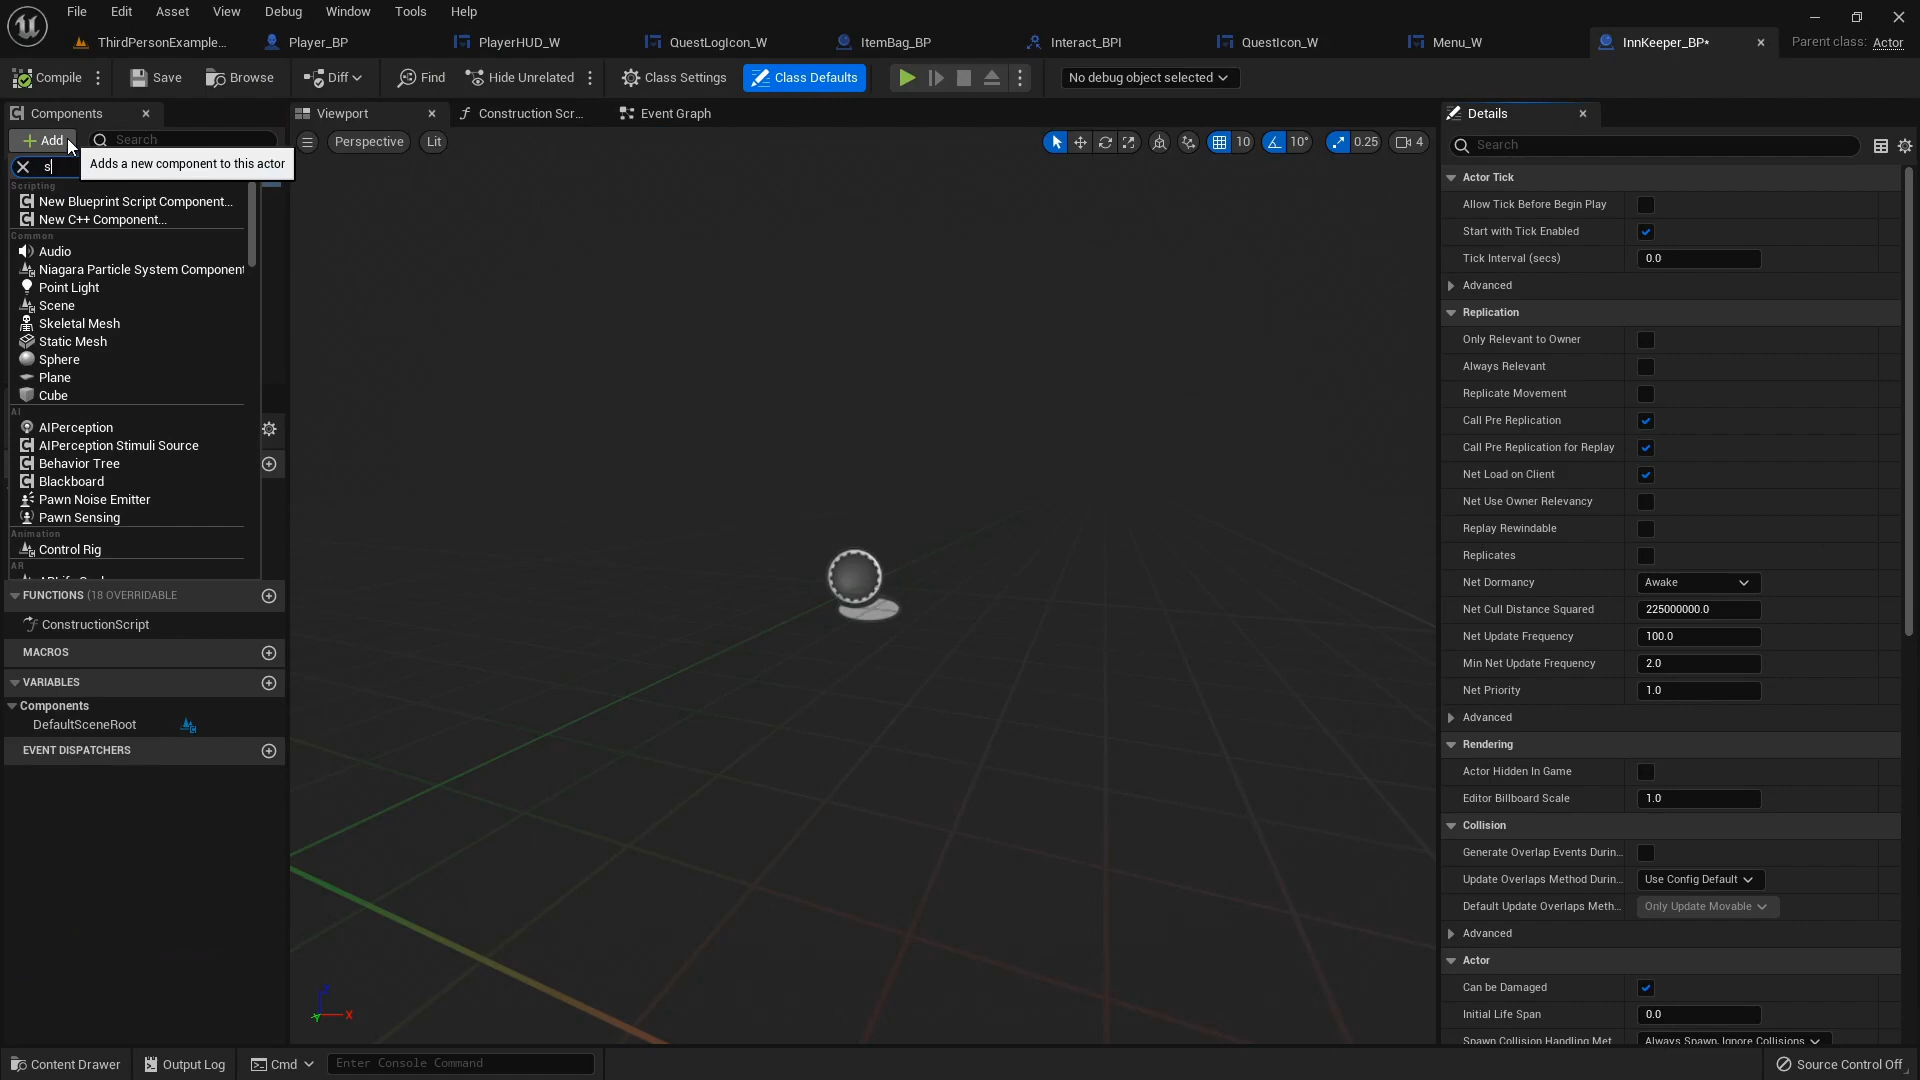 File Edit Asset View Debug Window Tools Help
ThirdPersonExample... Player_BP PlayerHUD_W QuestLogIcon_W ItemBag_BP Interact_BPI QuestIcon_W Menu_W InnKeeper_BP* Parent class: Actor
Compile Save Browse Diff Find Hide Unrelated Class Settings Class Defaults No debug object selected
Components Viewport Construction Scr... Event Graph Details
Add Search Perspective Lit 10 10° 0.25 4 Search
s
Adds a new component to this actor
Scripting
New Blueprint Script Component...
New C++ Component...
Common
Audio
Niagara Particle System Component
Point Light
Scene
Skeletal Mesh
Static Mesh
Sphere
Plane
Cube
AI
AIPerception
AIPerception Stimuli Source
Behavior Tree
Blackboard
Pawn Noise Emitter
Pawn Sensing
Animation
Control Rig
AR
FUNCTIONS (18 OVERRIDABLE
ConstructionScript
MACROS
VARIABLES
Components
DefaultSceneRoot
EVENT DISPATCHERS
X
Actor Tick
Allow Tick Before Begin Play
Start with Tick Enabled
Tick Interval (secs) 0.0
Advanced
Replication
Only Relevant to Owner
Always Relevant
Replicate Movement
Call Pre Replication
Call Pre Replication for Replay
Net Load on Client
Net Use Owner Relevancy
Replay Rewindable
Replicates
Net Dormancy Awake
Net Cull Distance Squared 225000000.0
Net Update Frequency 100.0
Min Net Update Frequency 2.0
Net Priority 1.0
Advanced
Rendering
Actor Hidden In Game
Editor Billboard Scale 1.0
Collision
Generate Overlap Events Durin...
Update Overlaps Method Durin... Use Config Default
Default Update Overlaps Meth... Only Update Movable
Advanced
Actor
Can be Damaged
Initial Life Span 0.0
Spawn Collision Handling Met Always Spawn, Ignore Collisions
Content Drawer Output Log Cmd Enter Console Command Source Control Off